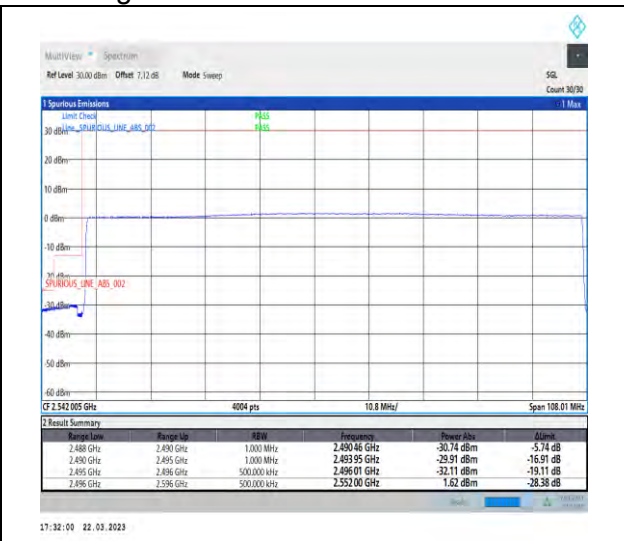 MultiView Spectrum
Ref Level 30.00 dBm Offset 7.12 dB Mode Sweep SGL
Count 30/30
1 Spurious Emissions 1 Max
Limit Check PASS
Line _SPURIOUS_LINE_ABS_002 PASS
30 dBm
20 dBm
10 dBm
0 dBm
-10 dBm
-20 dBm
SPURIOUS_LINE_ABS_002
-30 dBm
-40 dBm
-50 dBm
-60 dBm
CF 2.542 005 GHz 4004 pts 10.8 MHz/ Span 108.01 MHz
2 Result Summary
Range Low Range Up RBW Frequency Power Abs ΔLimit
2.488 GHz 2.490 GHz 1.000 MHz 2.490 46 GHz -30.74 dBm -5.74 dB
2.490 GHz 2.495 GHz 1.000 MHz 2.493 95 GHz -29.91 dBm -16.91 dB
2.495 GHz 2.496 GHz 500.000 kHz 2.496 01 GHz -32.11 dBm -19.11 dB
2.496 GHz 2.596 GHz 500.000 kHz 2.552 00 GHz 1.62 dBm -28.38 dB
17:32:00 22.03.2023